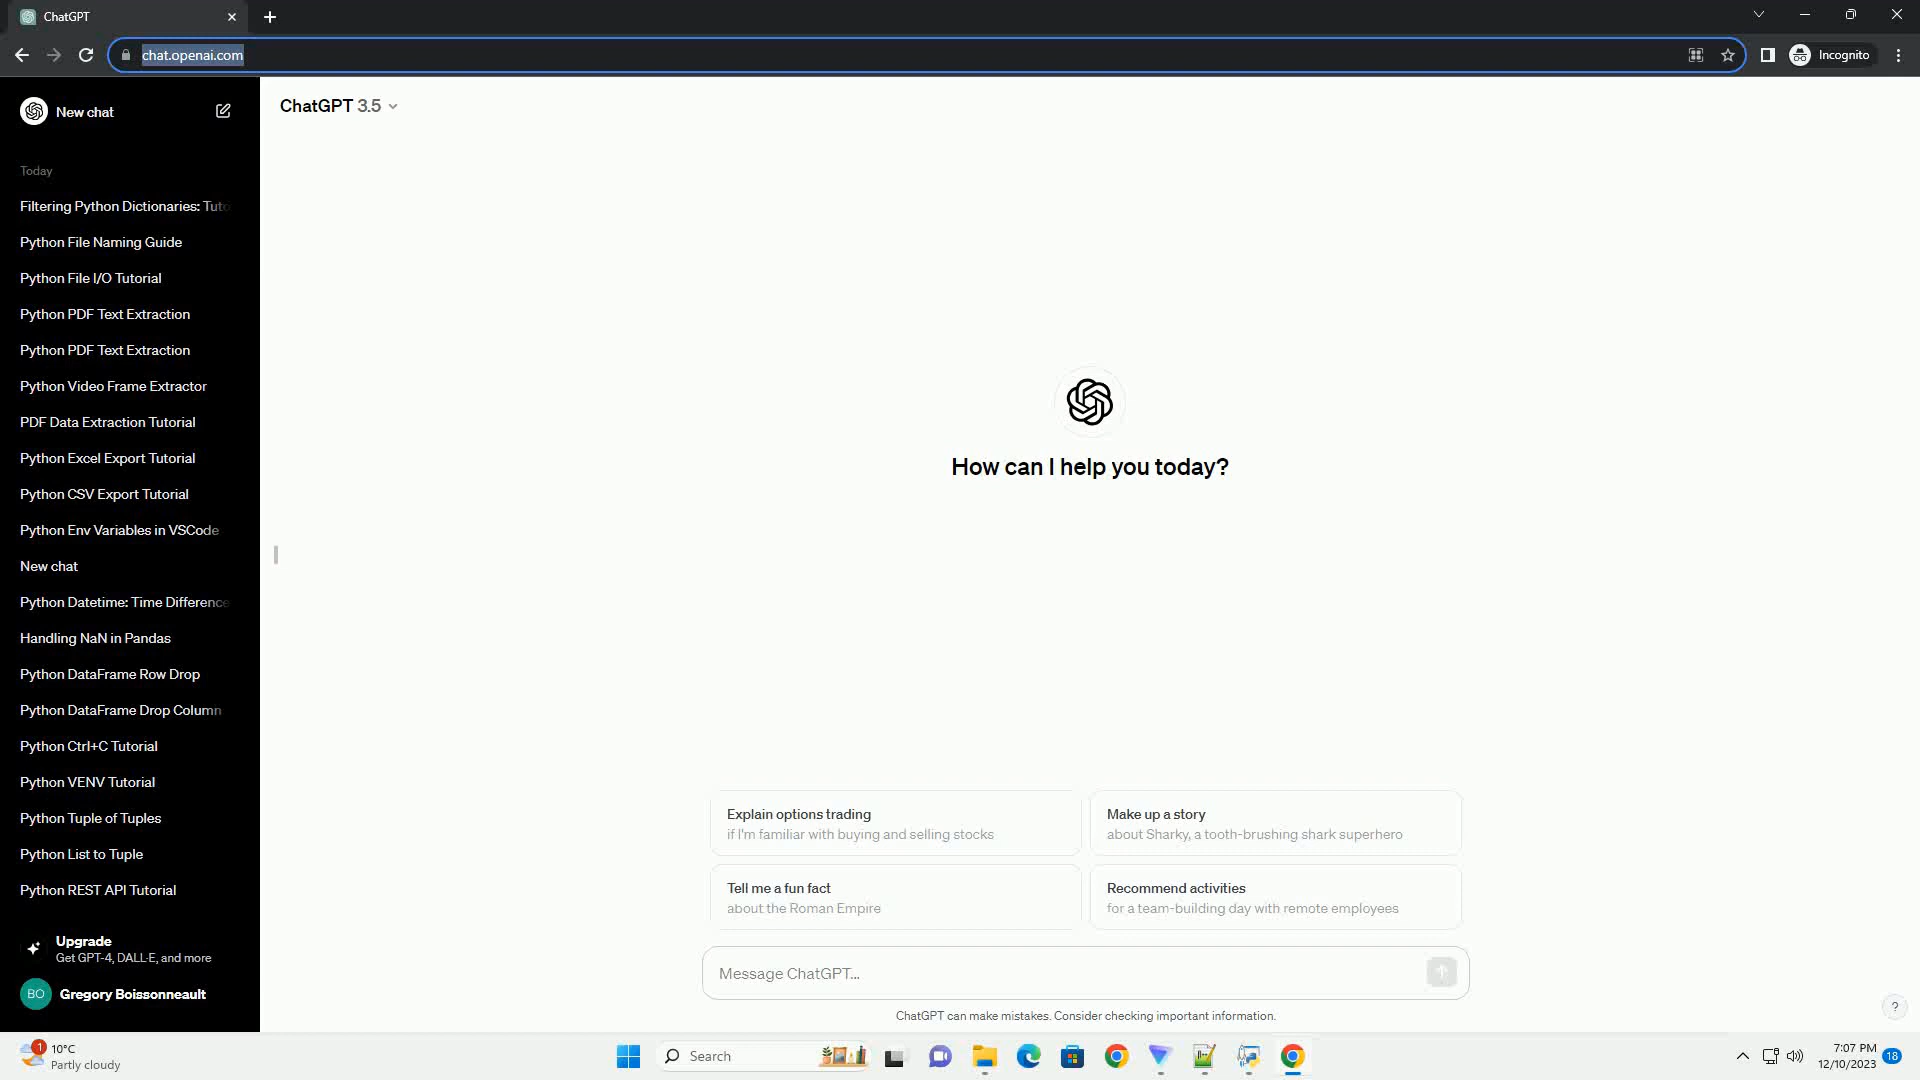 ChatGPT
chat.openai.com
Incognito
New chat
ChatGPT 3.5
Today
Filtering Python Dictionaries: Tuto
Python File Naming Guide
Python File I/O Tutorial
Python PDF Text Extraction
Python PDF Text Extraction
Python Video Frame Extractor
PDF Data Extraction Tutorial
Python Excel Export Tutorial
Python CSV Export Tutorial
Python Env Variables in VSCode
New chat
Python Datetime: Time Difference
Handling NaN in Pandas
Python DataFrame Row Drop
Python DataFrame Drop Column
Python Ctrl+C Tutorial
Python VENV Tutorial
Python Tuple of Tuples
Python List to Tuple
Python REST API Tutorial
Upgrade
Get GPT-4, DALL·E, and more
BO
Gregory Boissonneault
How can I help you today?
Explain options trading
if I'm familiar with buying and selling stocks
Make up a story
about Sharky, a tooth-brushing shark superhero
Tell me a fun fact
about the Roman Empire
Recommend activities
for a team-building day with remote employees
Message ChatGPT...
ChatGPT can make mistakes. Consider checking important information.
?
1
10°C
Partly cloudy
Search
7:07 PM
12/10/2023
18